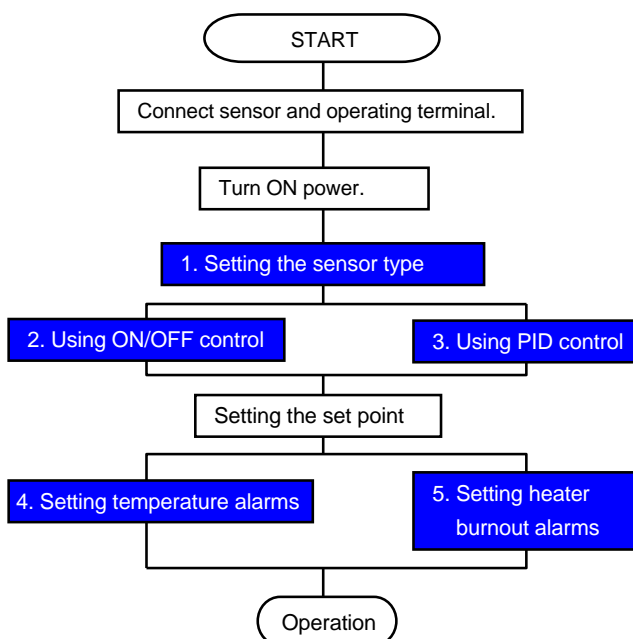 START
Connect sensor and operating terminal.
Turn ON power.
1. Setting the sensor type
2. Using ON/OFF control
3. Using PID control
Setting the set point
4. Setting temperature alarms
5. Setting heater
burnout alarms
Operation